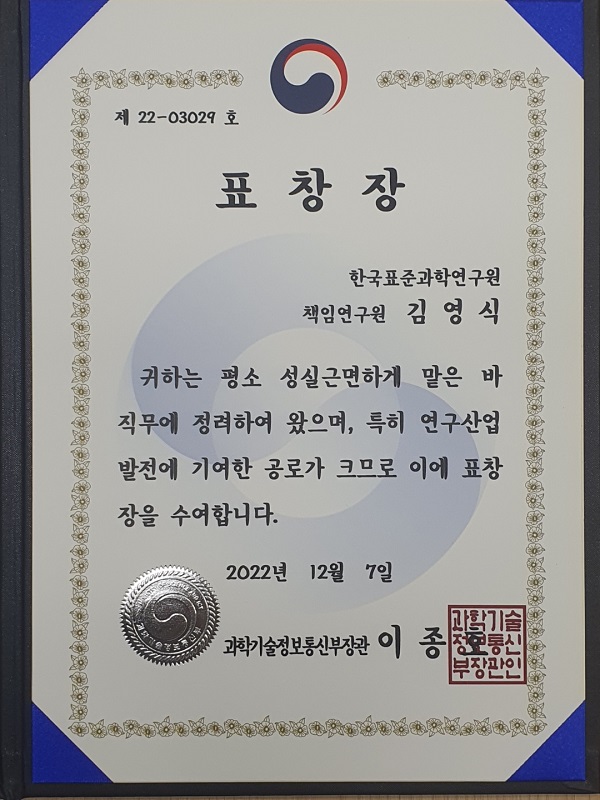 제 22-03029 호
표 창 장
한국표준과학연구원
책임연구원 김 영 식
귀하는 평소 성실근면하게 맡은 바
직무에 정려하여 왔으며, 특히 연구산업
발전에 기여한 공로가 크므로 이에 표창
장을 수여합니다.
2022년 12월 7일
과학기술정보통신부장관 이 종 호
과학기술
정보통신
부장관인